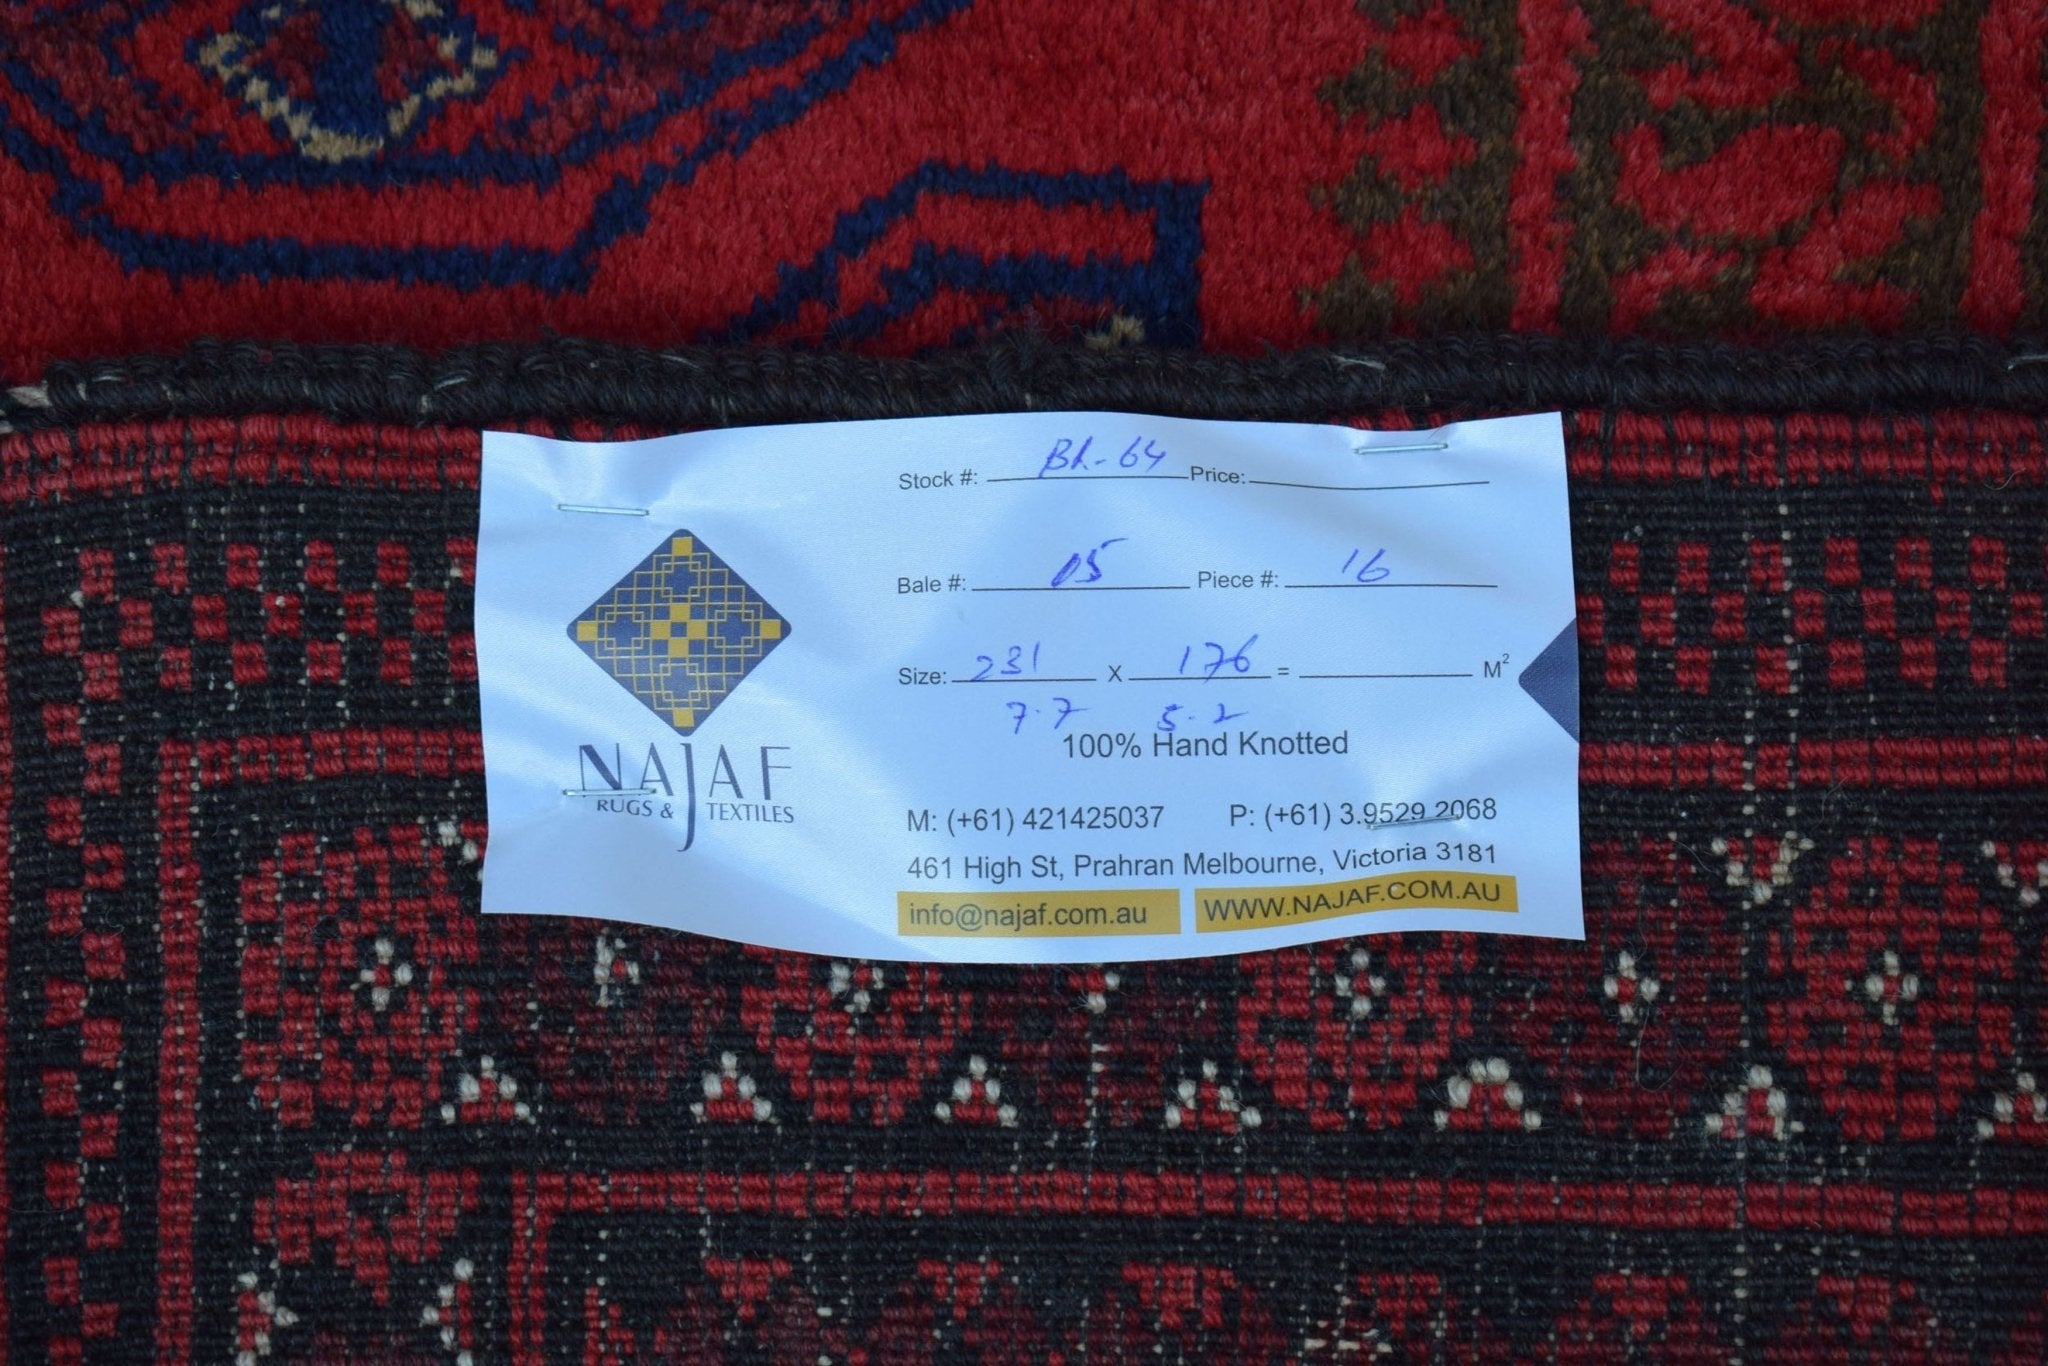 Stock #: BL-64 Price:
Bale #: 05 Piece #: 16
Size: 231 X 176 = M²
7.7 5.2
100% Hand Knotted
NAJAF
RUGS & TEXTILES
M: (+61) 421425037 P: (+61) 3.9529 2068
461 High St, Prahran Melbourne, Victoria 3181
info@najaf.com.au WWW.NAJAF.COM.AU